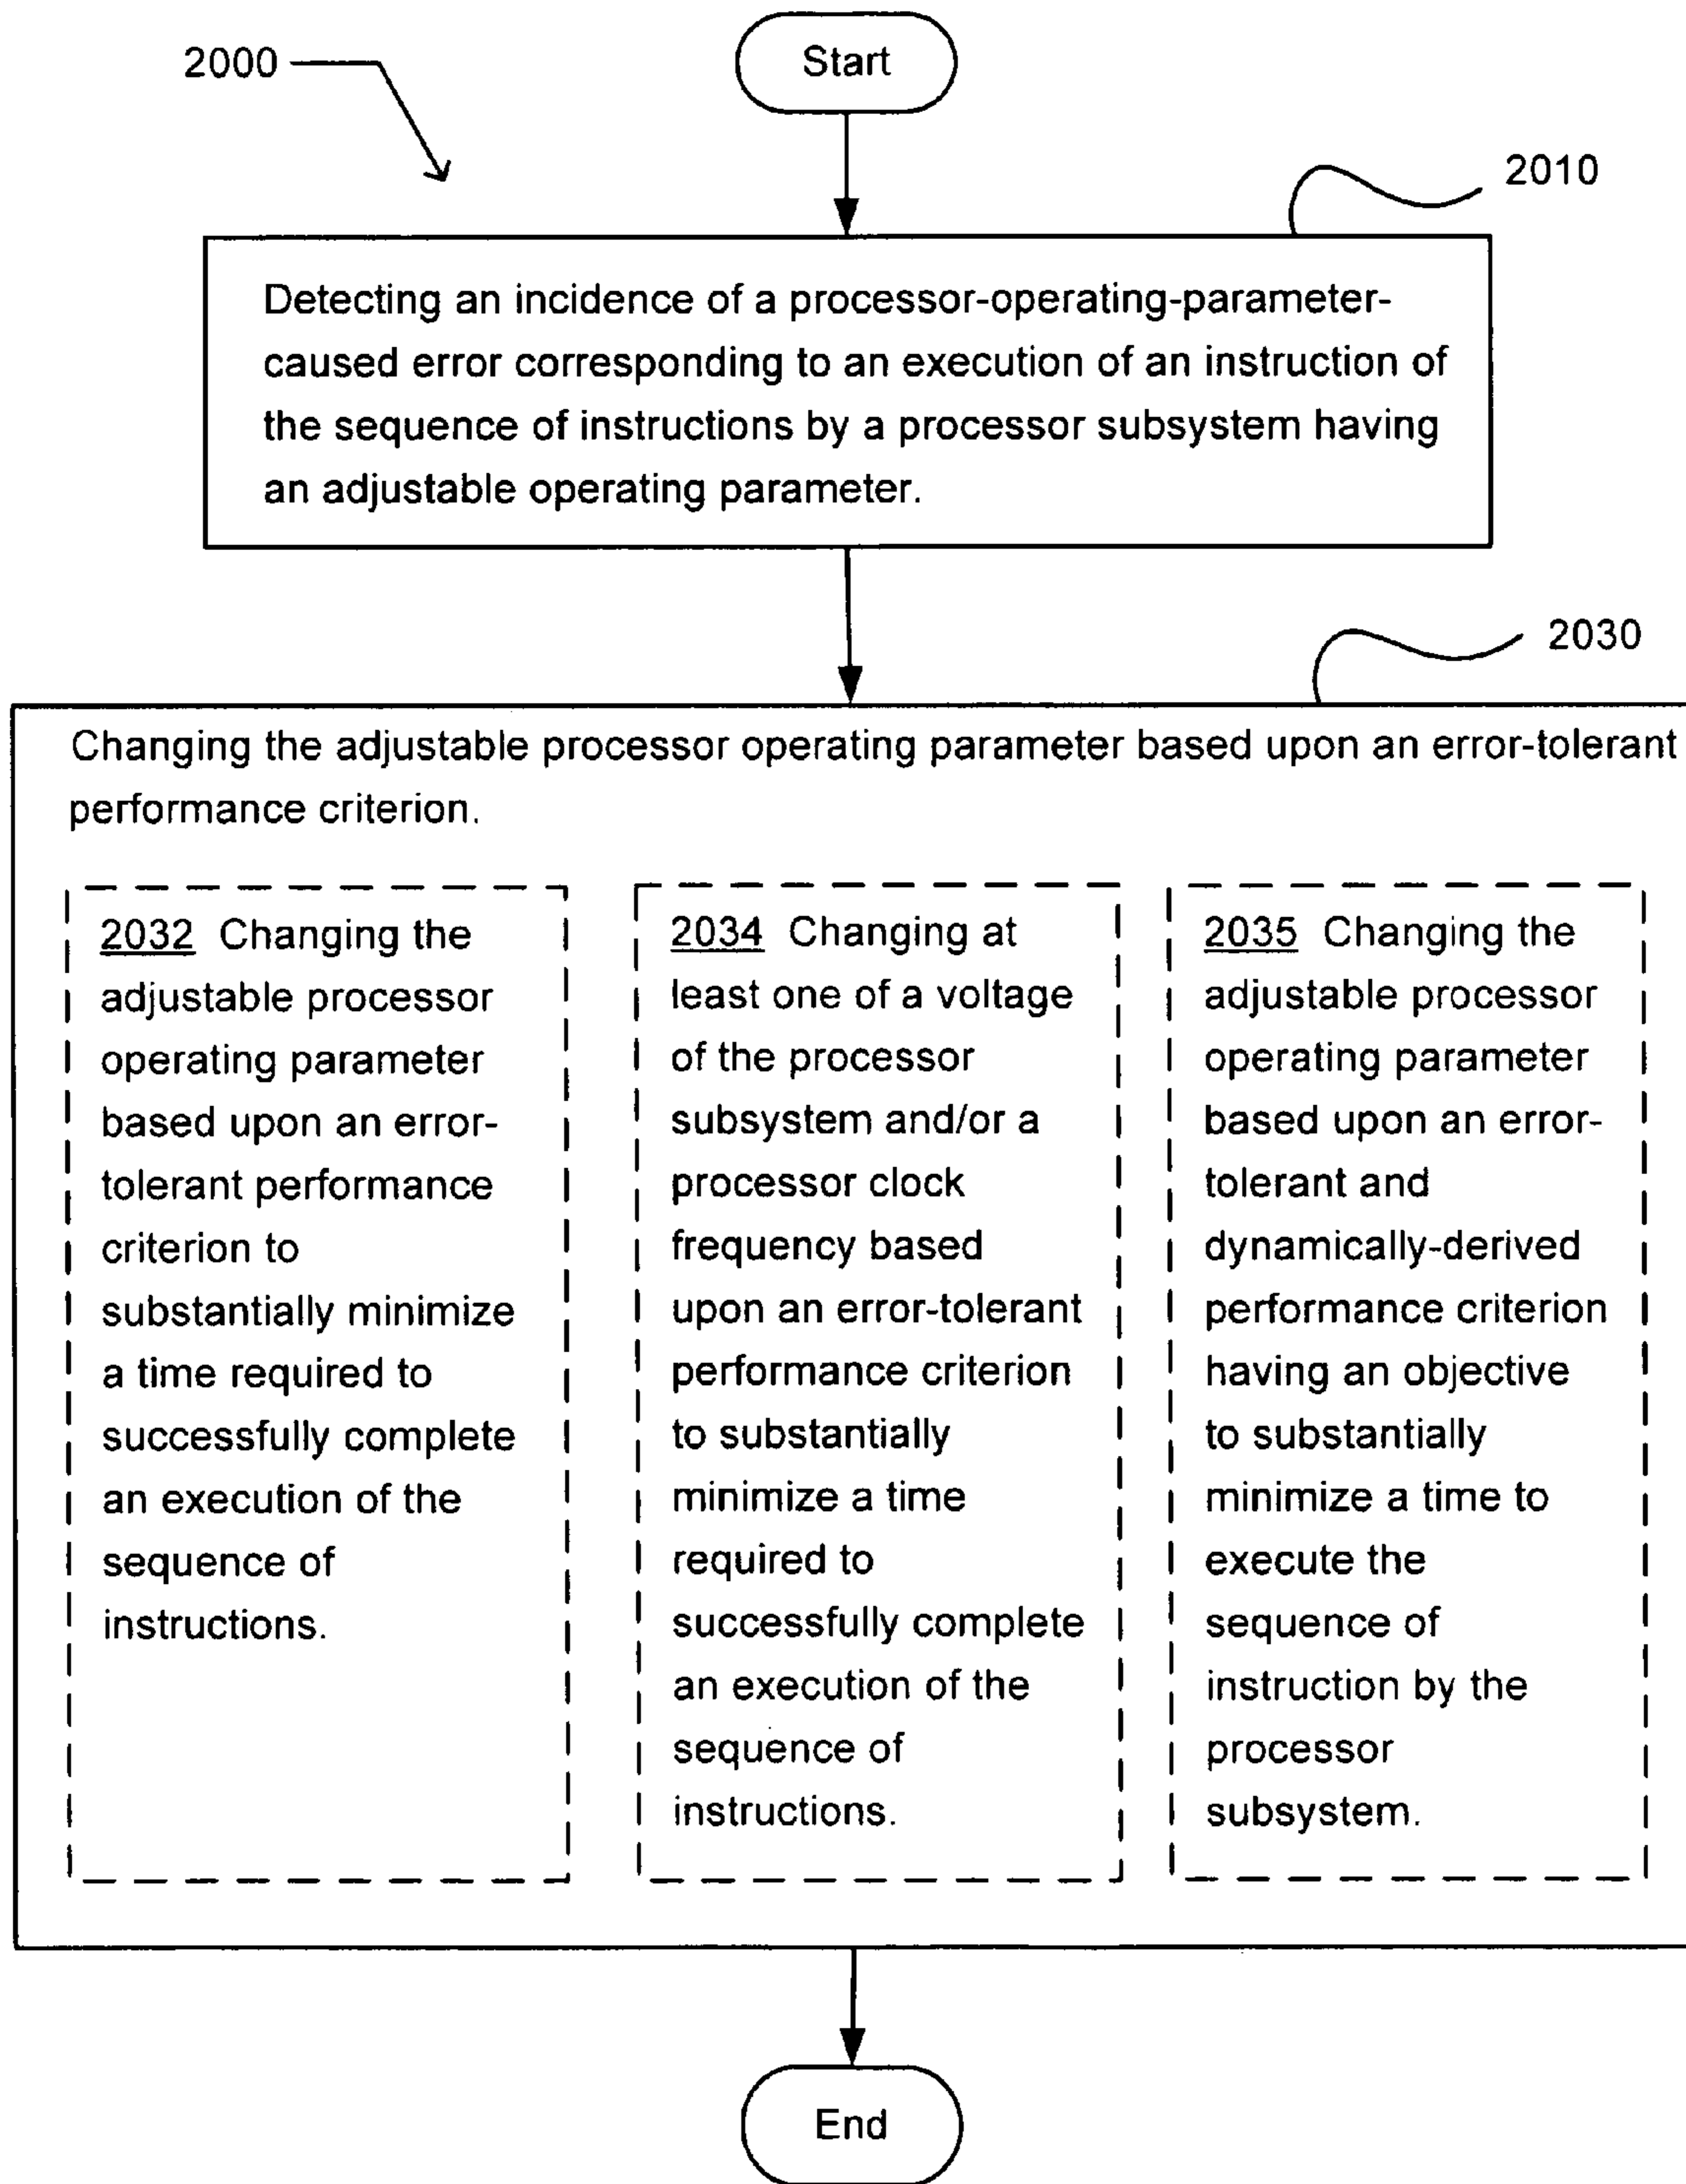 Start
2000
2010
Detecting an incidence of a processor-operating-parameter-
caused error corresponding to an execution of an instruction of
the sequence of instructions by a processor subsystem having
an adjustable operating parameter.
2030
Changing the adjustable processor operating parameter based upon an error-tolerant
performance criterion.
2032 Changing the
adjustable processor
operating parameter
based upon an error-
tolerant performance
criterion to
substantially minimize
a time required to
successfully complete
an execution of the
sequence of
instructions.
2034 Changing at
least one of a voltage
of the processor
subsystem and/or a
processor clock
frequency based
upon an error-tolerant
performance criterion
to substantially
minimize a time
required to
successfully complete
an execution of the
sequence of
instructions.
2035 Changing the
adjustable processor
operating parameter
based upon an error-
tolerant and
dynamically-derived
performance criterion
having an objective
to substantially
minimize a time to
execute the
sequence of
instruction by the
processor
subsystem.
End